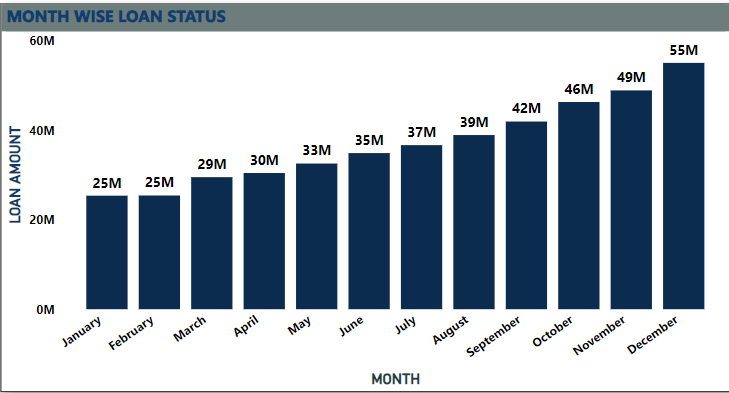 MONTH WISE LOAN STATUS
60M
40M
20M
0M
LOAN AMOUNT
25M
25M
29M
30M
33M
35M
37M
39M
42M
46M
49M
55M
January
February
March
April
May
June
July
August
September
October
November
December
MONTH